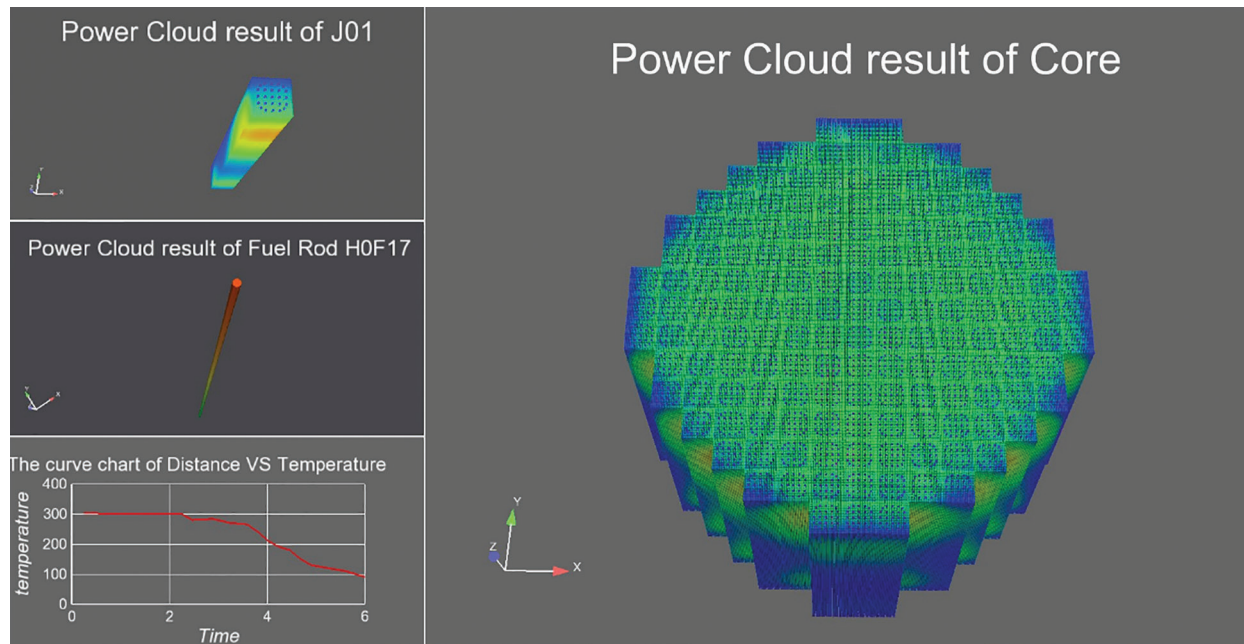 Power Cloud result of J01
Y
Z
X
Power Cloud result of Fuel Rod H0F17
Y
X
The curve chart of Distance VS Temperature
400
300
200
100
0
temperature
0
2
4
6
Time
Power Cloud result of Core
Y
Z
X